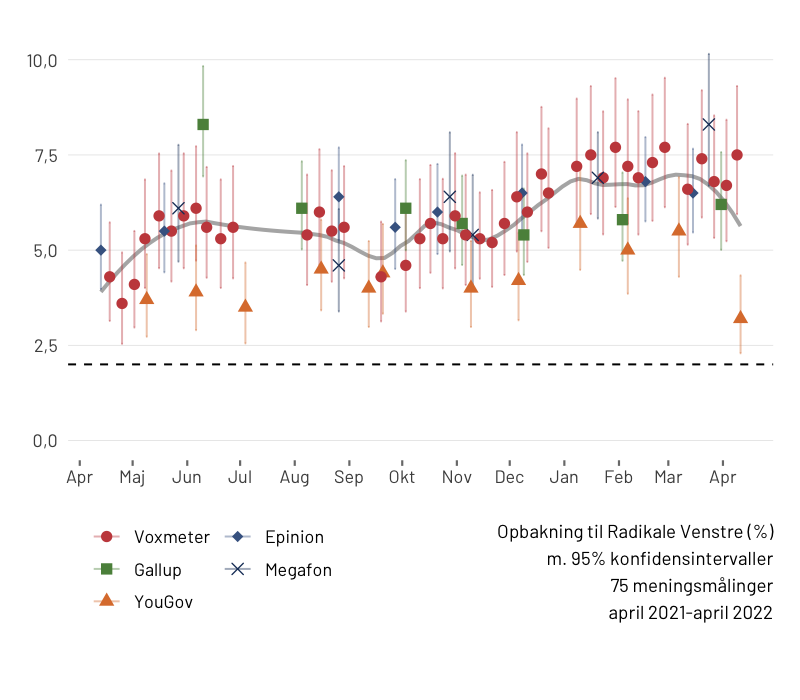 10,0
7,5
5,0
2,5
0,0
Apr Maj Jun Jul Aug Sep Okt Nov Dec Jan Feb Mar Apr
Voxmeter Epinion
Gallup Megafon
YouGov
Opbakning til Radikale Venstre (%)
m. 95% konfidensintervaller
75 meningsmålinger
april 2021-april 2022